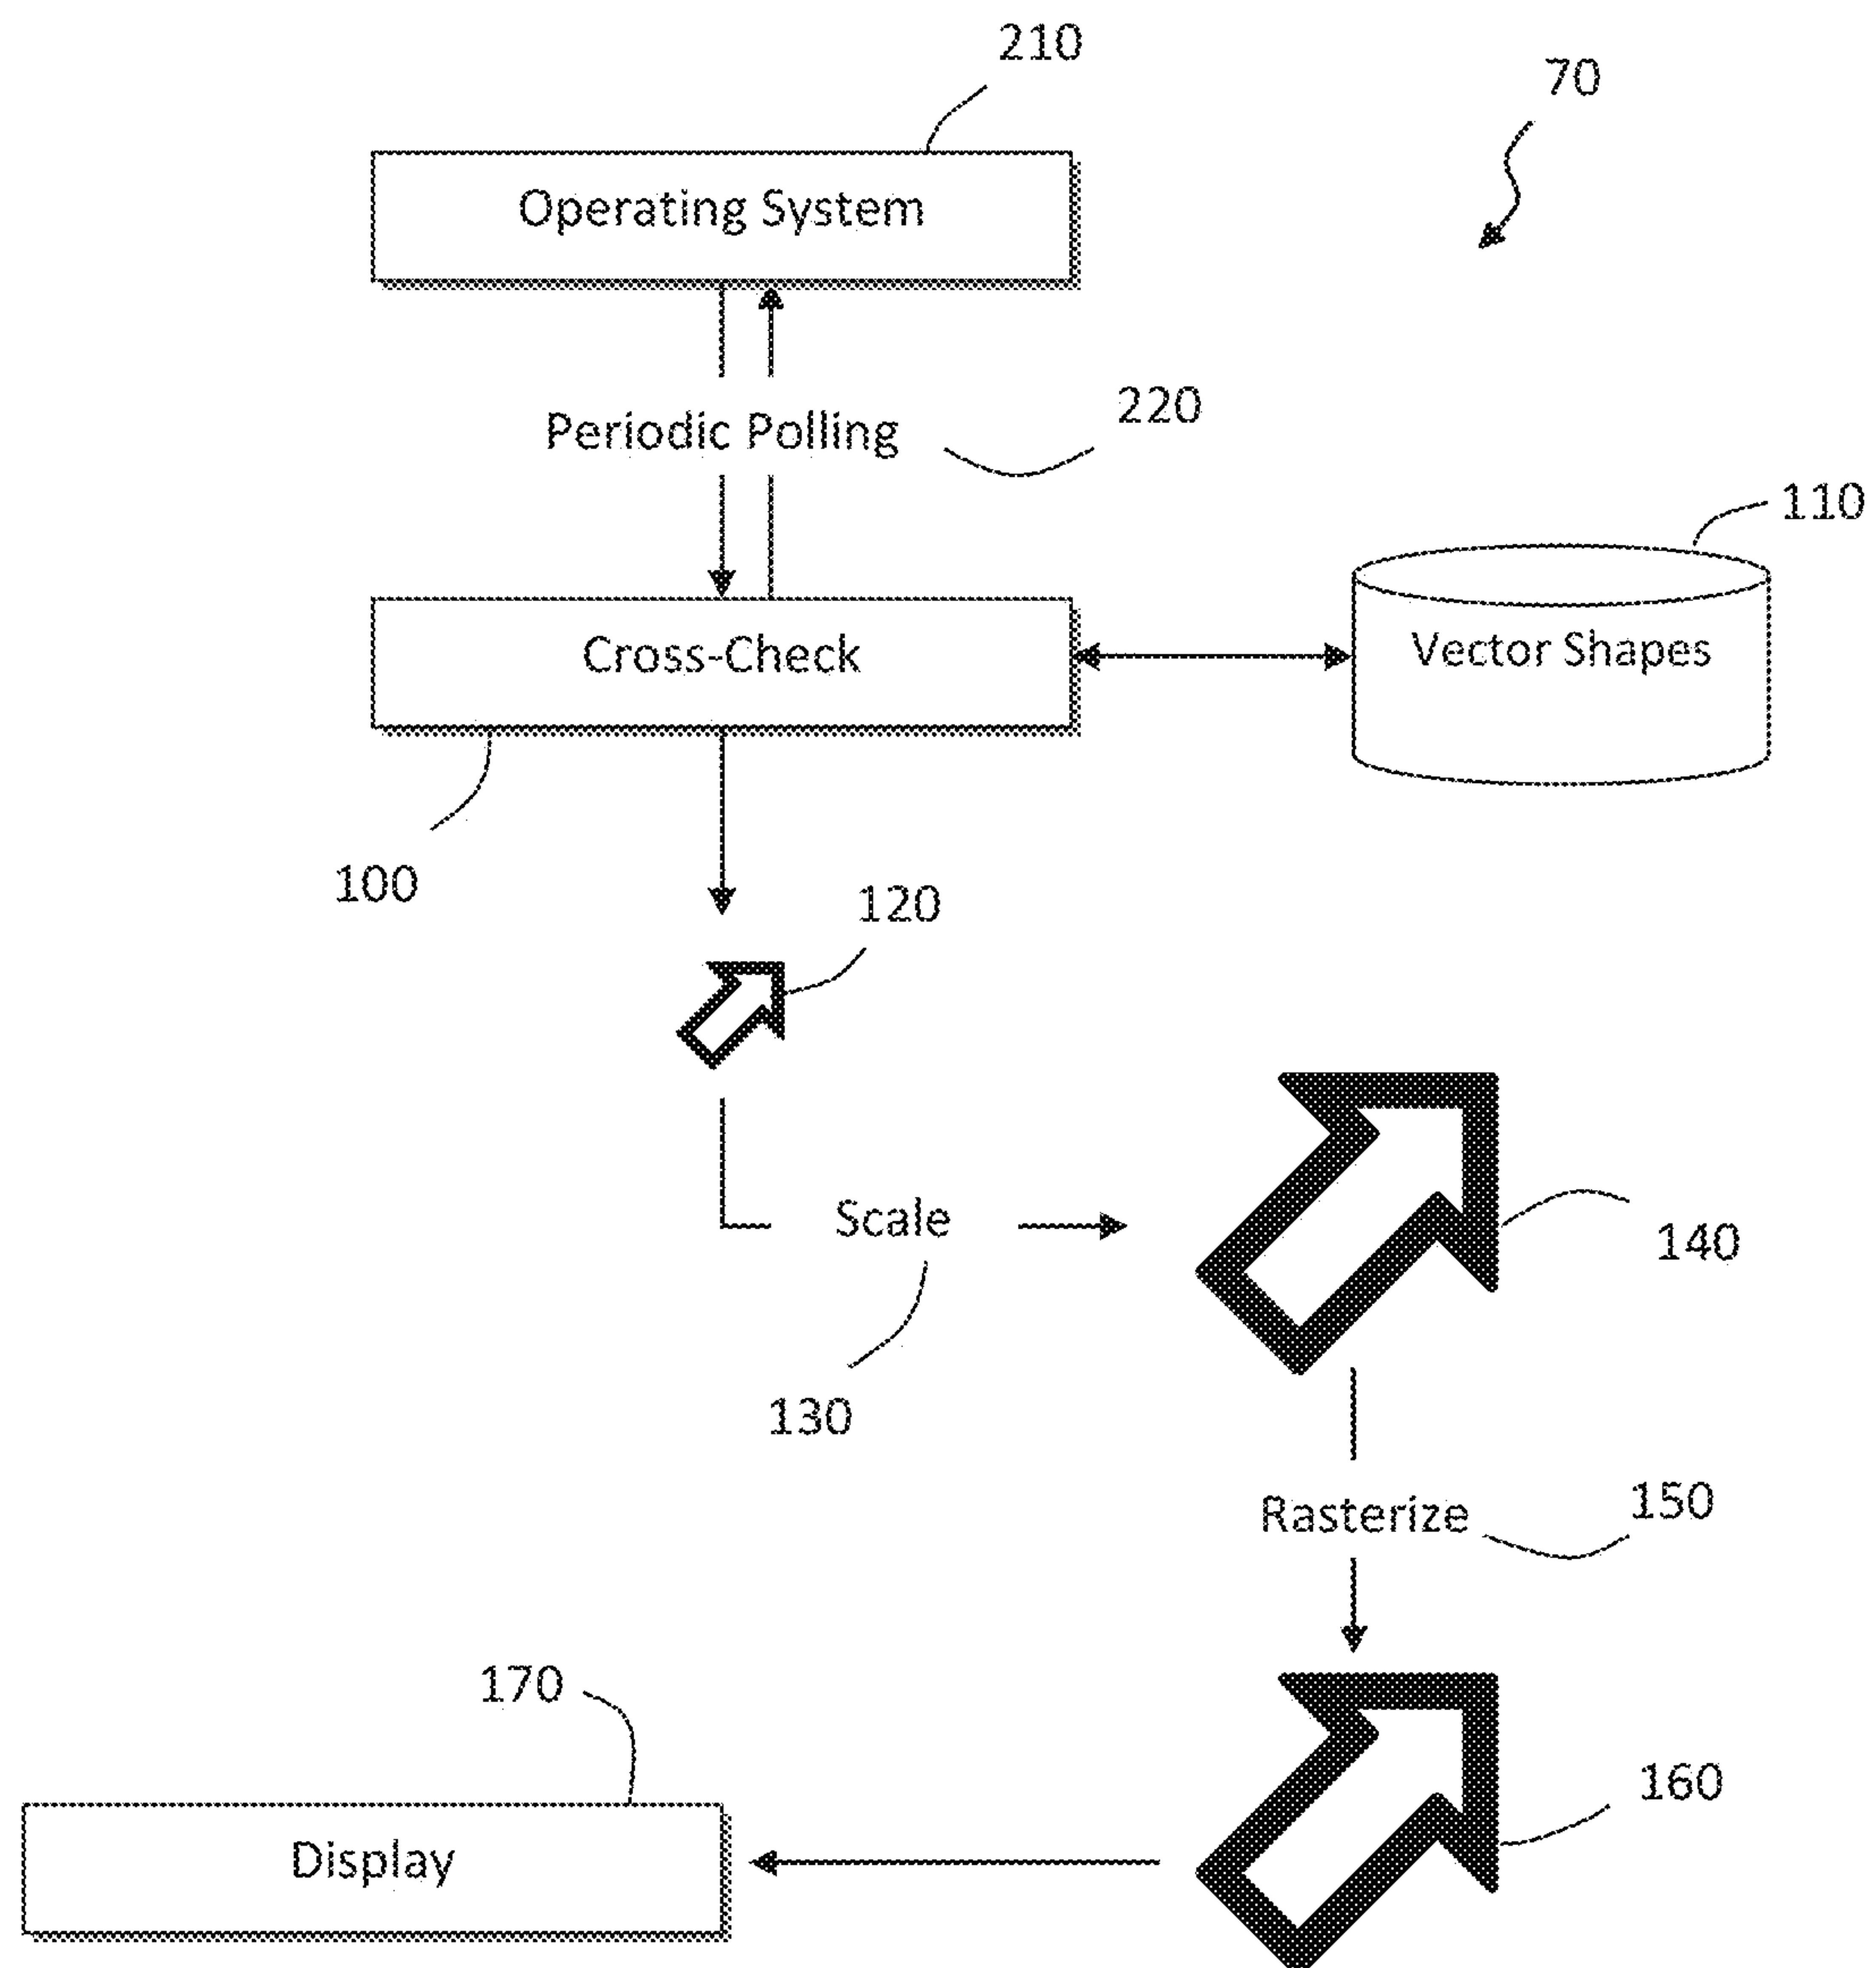 210
70
Operating System
Periodic Polling
220
110
Cross-Check
Vector Shapes
100
120
Scale
140
130
Rasterize
150
170
160
Display